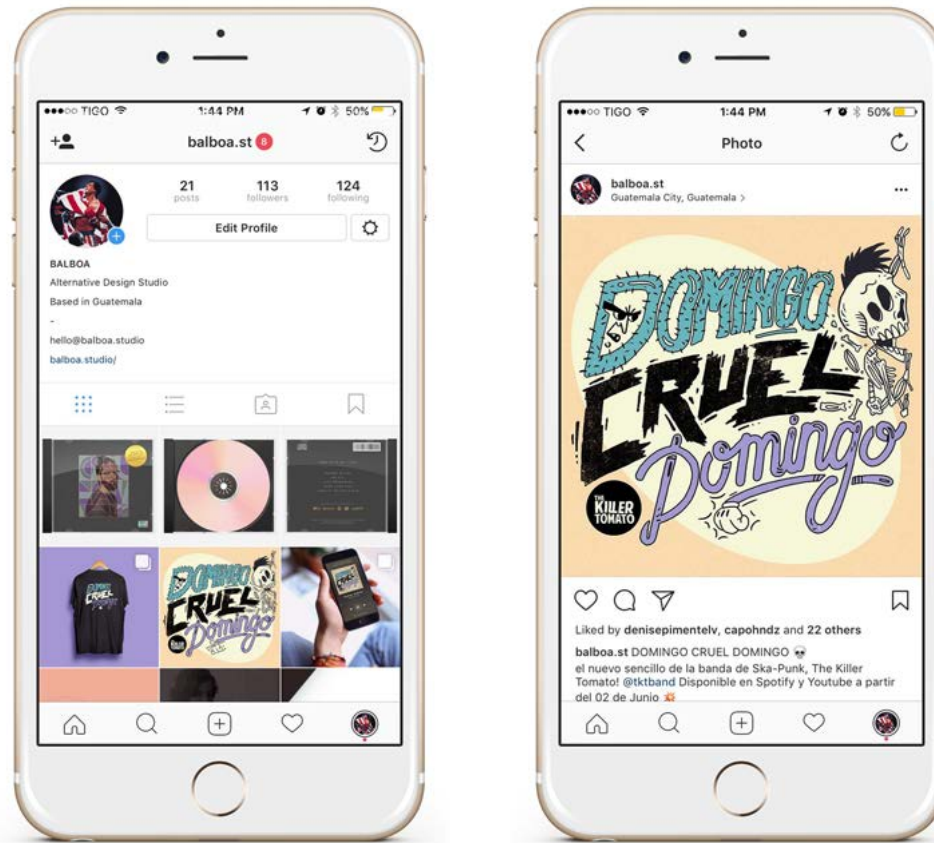 TIGO 1:44 PM 50%
balboa.st 8
21 113 124
posts followers following
Edit Profile
BALBOA
Alternative Design Studio
Based in Guatemala
-
hello@balboa.studio
balboa.studio/
DOMINGO
CRUEL
Domingo
DOMINGO
CRUEL
Domingo
TIGO 1:44 PM 50%
Photo
balboa.st
Guatemala City, Guatemala >
DOMINGO
CRUEL
Domingo
THE
KILLER
TOMATO
Liked by denisepimentelv, capohndz and 22 others
balboa.st DOMINGO CRUEL DOMINGO 💀
el nuevo sencillo de la banda de Ska-Punk, The Killer
Tomato! @tktband Disponible en Spotify y Youtube a partir
del 02 de Junio 💥